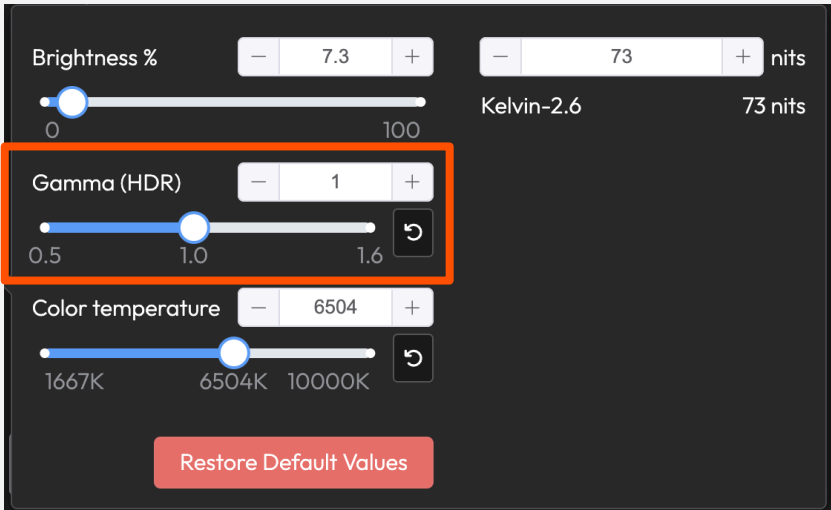 Brightness %
− 7.3 +
− 73 + nits
0 100
Kelvin-2.6 73 nits
Gamma (HDR)
− 1 +
0.5 1.0 1.6
Color temperature
− 6504 +
1667K 6504K 10000K
Restore Default Values